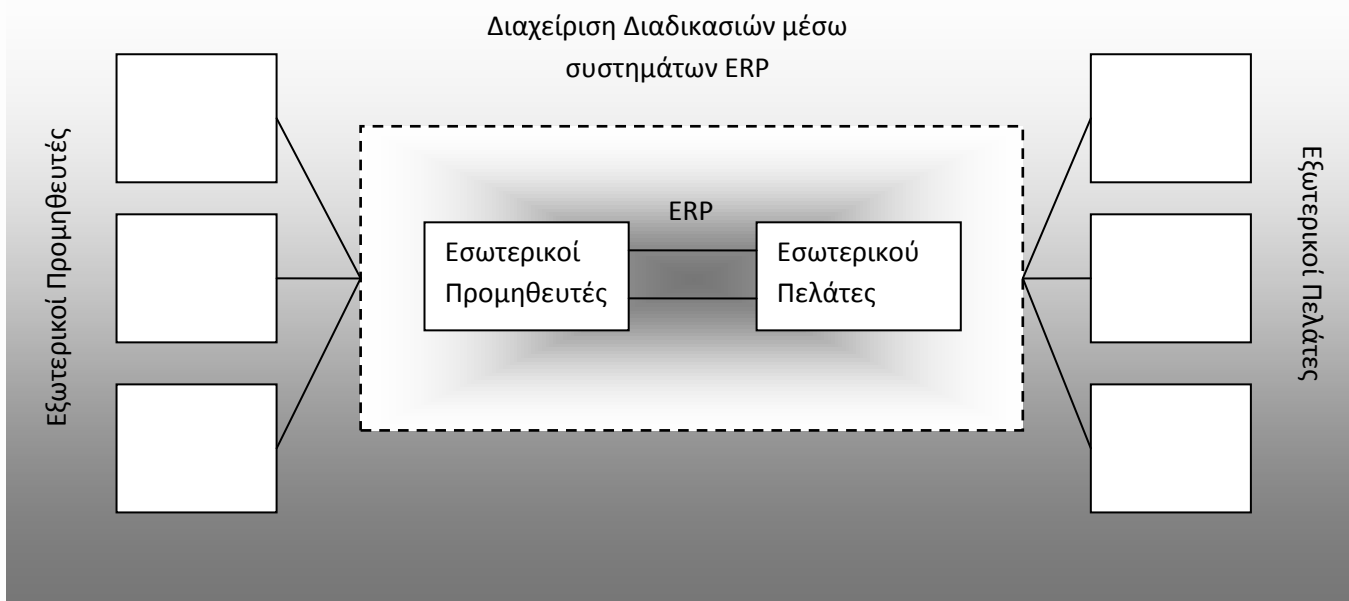 Διαχείριση Διαδικασιών μέσω
συστημάτων ERP
Εξωτερικοί Προμηθευτές
ERP
Εσωτερικοί
Προμηθευτές
Εσωτερικού
Πελάτες
Εξωτερικοί Πελάτες